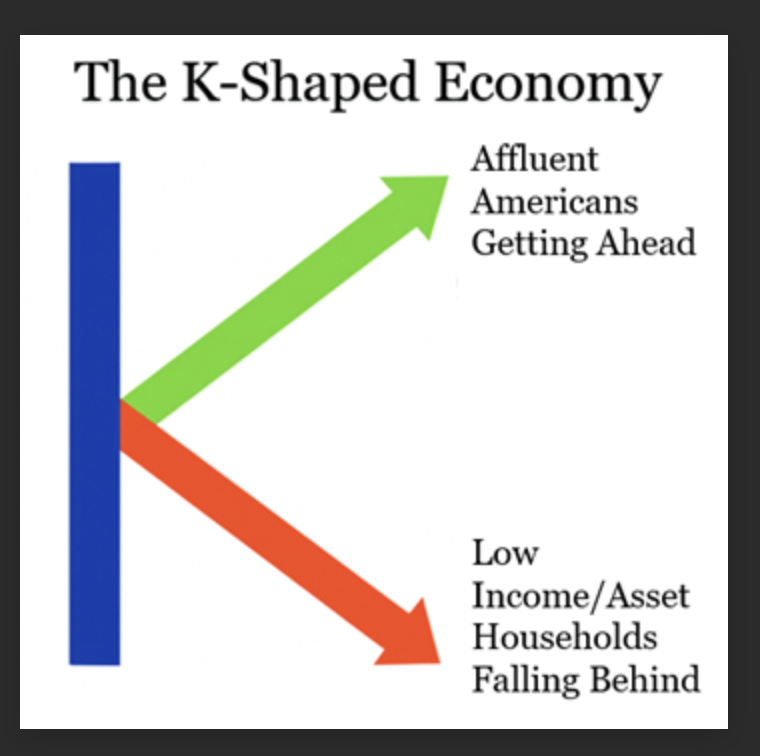 The K-Shaped Economy
Affluent
Americans
Getting Ahead
Low
Income/Asset
Households
Falling Behind